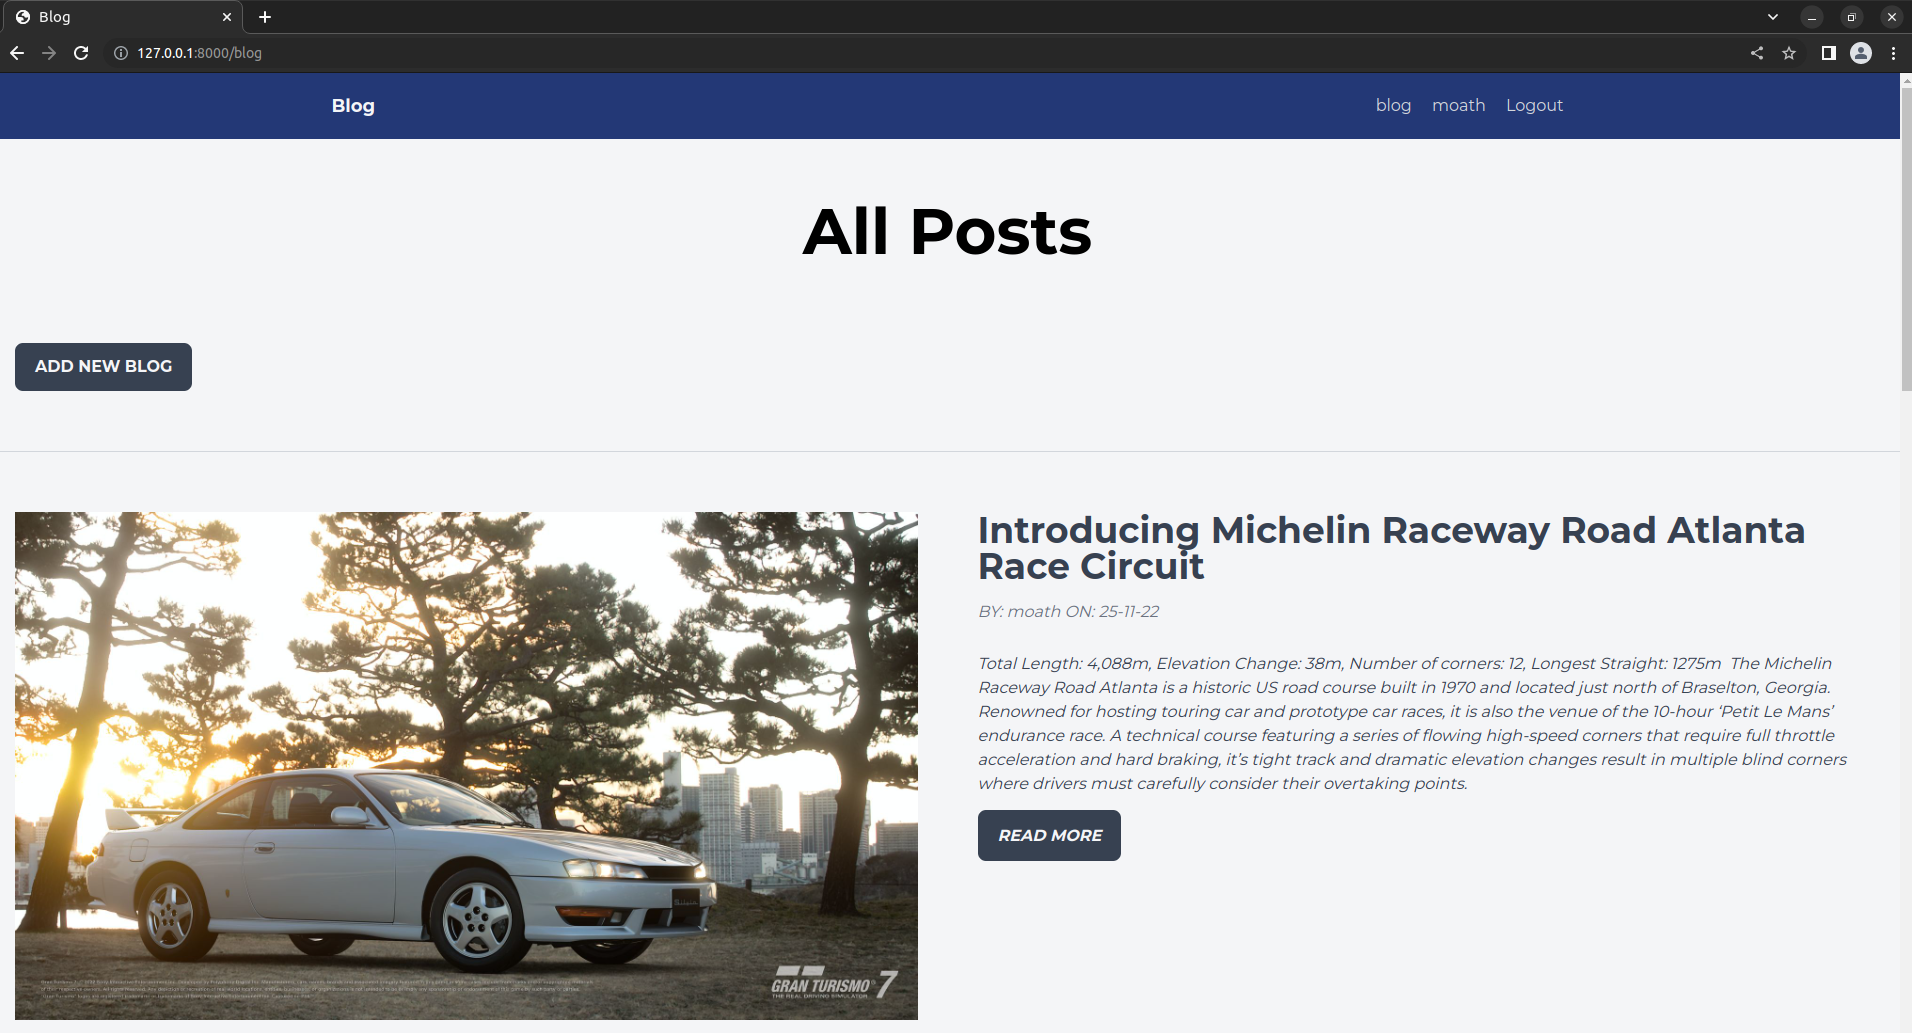 Blog
127.0.0.1:8000/blog
Blog
blog moath Logout
All Posts
ADD NEW BLOG
Introducing Michelin Raceway Road Atlanta
Race Circuit
BY: moath ON: 25-11-22
Total Length: 4,088m, Elevation Change: 38m, Number of corners: 12, Longest Straight: 1275m  The Michelin
Raceway Road Atlanta is a historic US road course built in 1970 and located just north of Braselton, Georgia.
Renowned for hosting touring car and prototype car races, it is also the venue of the 10-hour ‘Petit Le Mans’
endurance race. A technical course featuring a series of flowing high-speed corners that require full throttle
acceleration and hard braking, it’s tight track and dramatic elevation changes result in multiple blind corners
where drivers must carefully consider their overtaking points.
READ MORE
Silvia
GRAN TURISMO 7
THE REAL DRIVING SIMULATOR